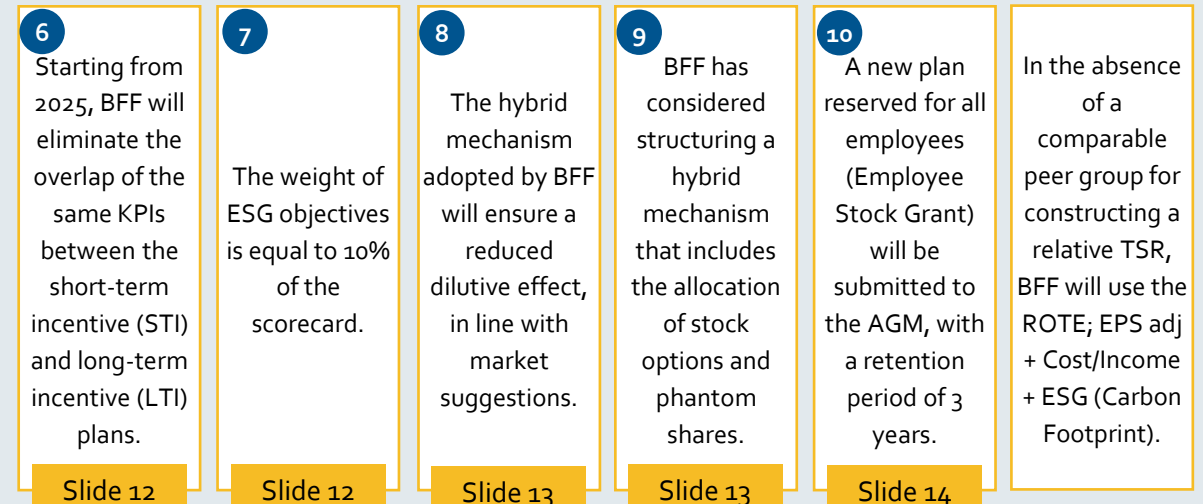 6
Starting from
2025, BFF will
eliminate the
overlap of the
same KPIs
between the
short-term
incentive (STI)
and long-term
incentive (LTI)
plans.
Slide 12
7
The weight of
ESG objectives
is equal to 10%
of the
scorecard.
Slide 12
8
The hybrid
mechanism
adopted by BFF
will ensure a
reduced
dilutive effect,
in line with
market
suggestions.
Slide 13
9
BFF has
considered
structuring a
hybrid
mechanism
that includes
the allocation
of stock
options and
phantom
shares.
Slide 13
10
A new plan
reserved for all
employees
(Employee
Stock Grant)
will be
submitted to
the AGM, with
a retention
period of 3
years.
Slide 14
In the absence
of a
comparable
peer group for
constructing a
relative TSR,
BFF will use the
ROTE; EPS adj
+ Cost/Income
+ ESG (Carbon
Footprint).